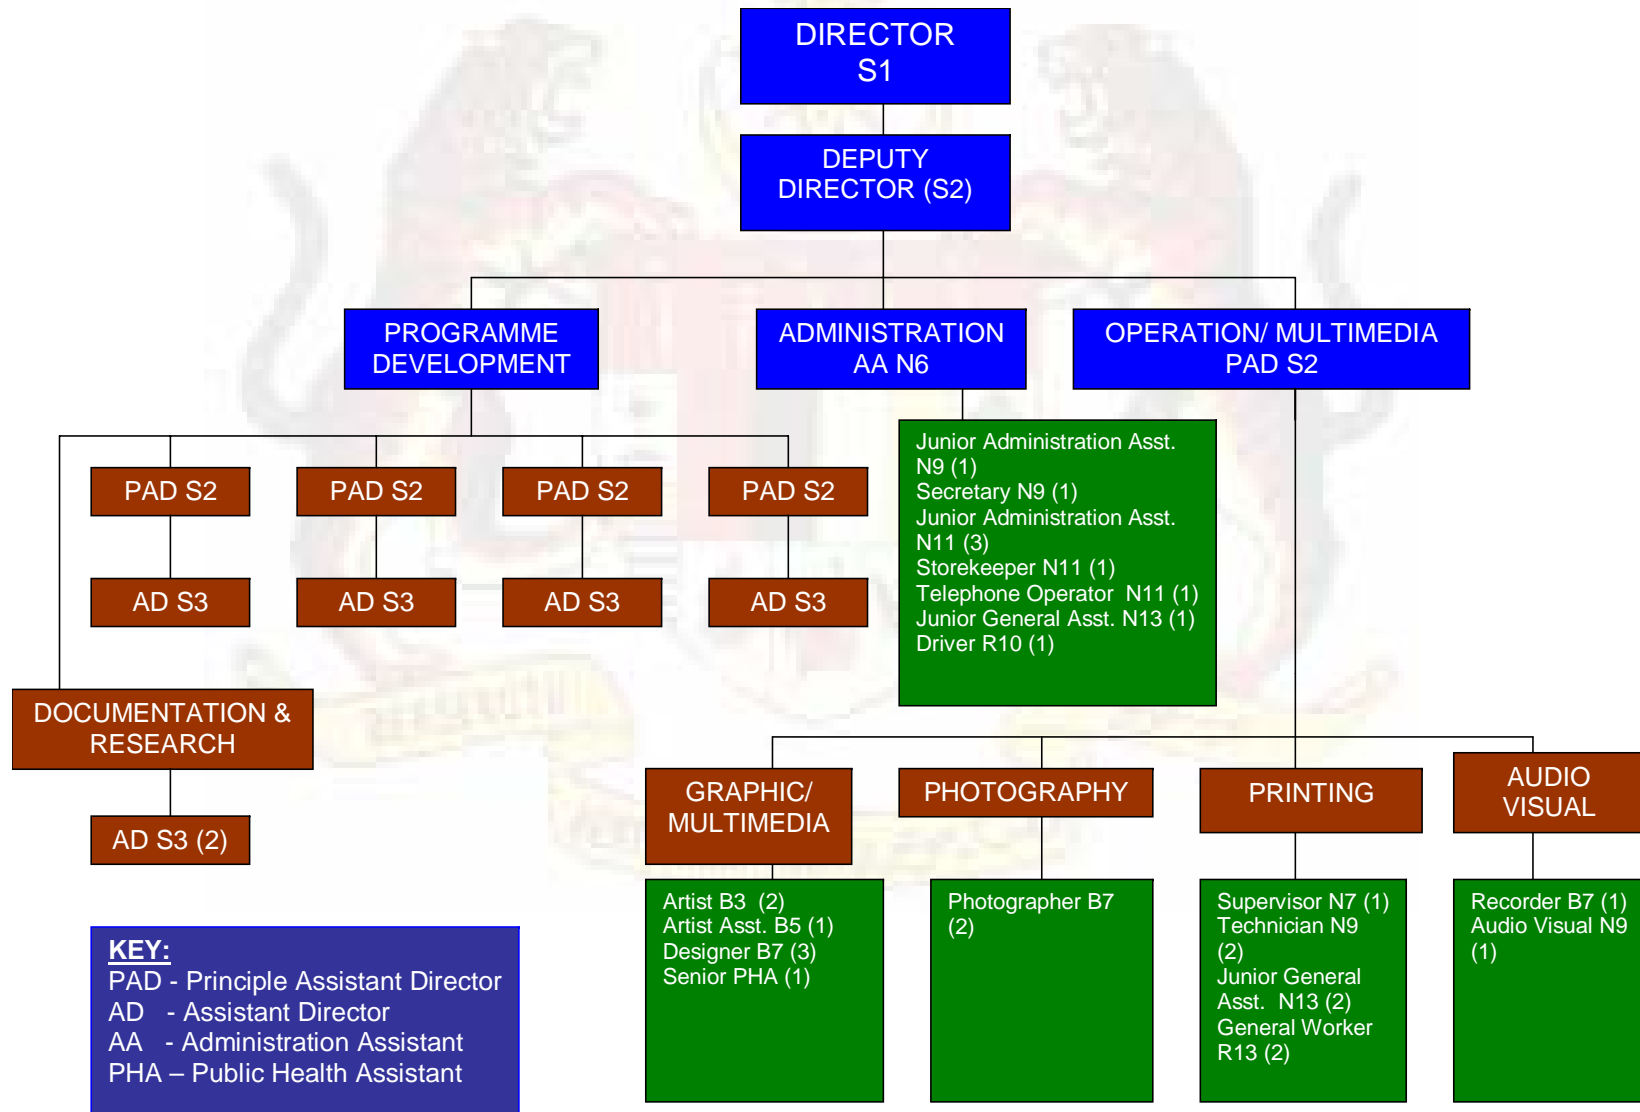 DIRECTOR
S1
DEPUTY
DIRECTOR (S2)
PROGRAMME
DEVELOPMENT
ADMINISTRATION
AA N6
OPERATION/ MULTIMEDIA
PAD S2
PAD S2
PAD S2
PAD S2
PAD S2
AD S3
AD S3
AD S3
AD S3
Junior Administration Asst.
N9 (1)
Secretary N9 (1)
Junior Administration Asst.
N11 (3)
Storekeeper N11 (1)
Telephone Operator  N11 (1)
Junior General Asst. N13 (1)
Driver R10 (1)
DOCUMENTATION &
RESEARCH
AD S3 (2)
GRAPHIC/
MULTIMEDIA
PHOTOGRAPHY
PRINTING
AUDIO
VISUAL
Artist B3  (2)
Artist Asst. B5 (1)
Designer B7 (3)
Senior PHA (1)
Photographer B7
(2)
Supervisor N7 (1)
Technician N9
(2)
Junior General
Asst.  N13 (2)
General Worker
R13 (2)
Recorder B7 (1)
Audio Visual N9
(1)
KEY:
PAD - Principle Assistant Director
AD   - Assistant Director
AA   - Administration Assistant
PHA – Public Health Assistant